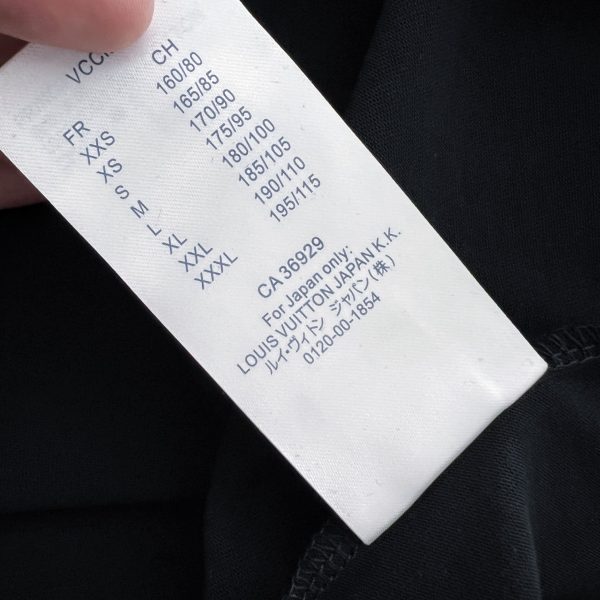 FR CH
XXS 160/80
XS 165/85
S 170/90
M 175/95
L 180/100
XL 185/105
XXL 190/110
XXXL 195/115
CA 36929
For Japan only:
LOUIS VUITTON JAPAN K.K.
ルイ・ヴィトン ジャパン(株)
0120-00-1854